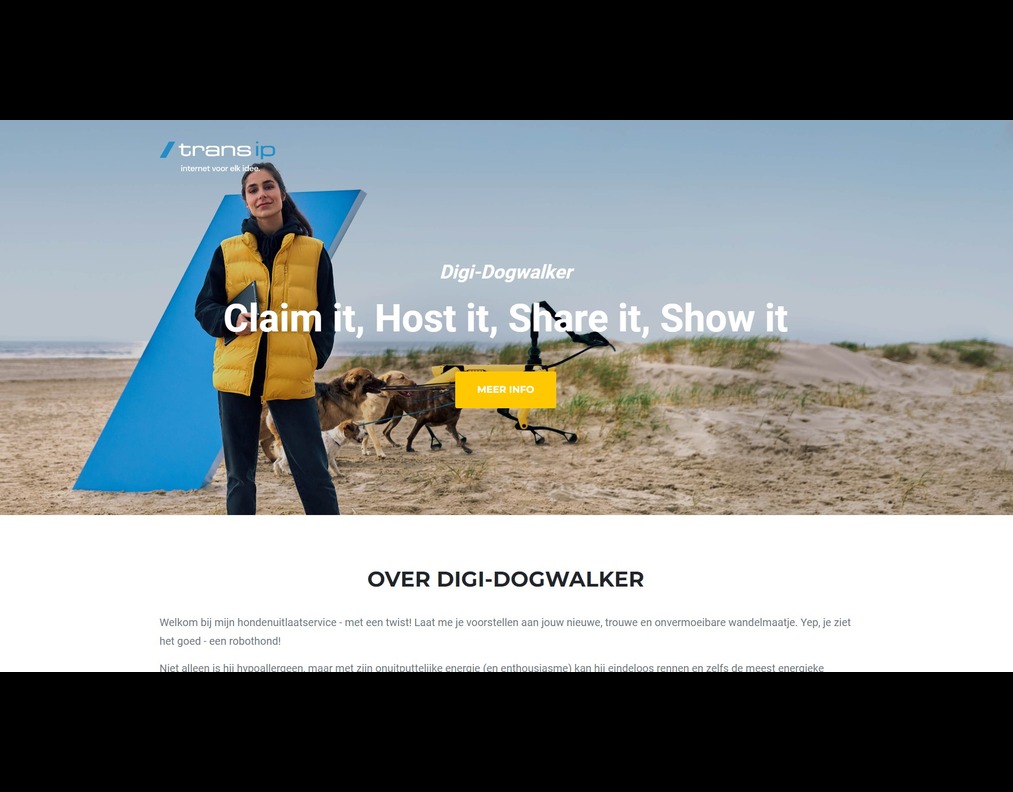 transip
internet voor elk idee.
Digi-Dogwalker
Claim it, Host it, Share it, Show it
MEER INFO
OVER DIGI-DOGWALKER
Welkom bij mijn hondenuitlaatservice - met een twist! Laat me je voorstellen aan jouw nieuwe, trouwe en onvermoeibare wandelmaatje. Yep, je ziet
het goed - een robothond!
Niet alleen is hij hypoallergeen, maar met zijn onuitputtelijke energie (en enthousiasme) kan hij eindeloos rennen en zelfs de meest energieke